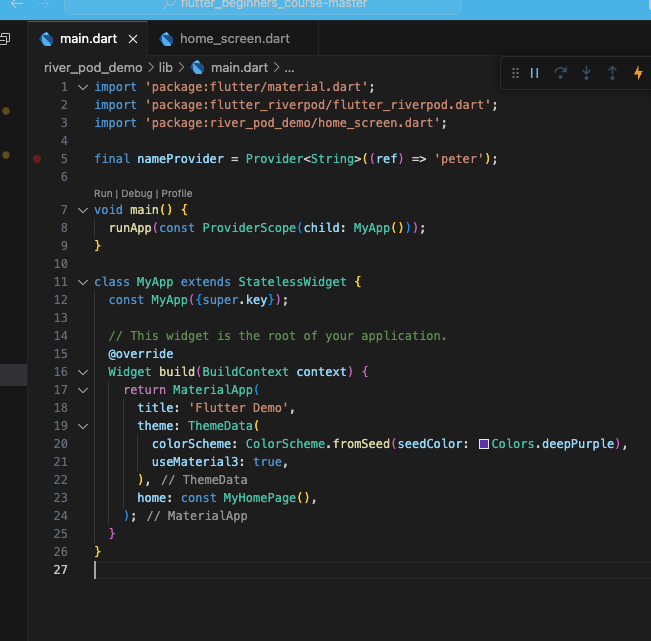 flutter_beginners_course-master
main.dart
home_screen.dart
river_pod_demo > lib > main.dart > ...
1 import 'package:flutter/material.dart';
2 import 'package:flutter_riverpod/flutter_riverpod.dart';
3 import 'package:river_pod_demo/home_screen.dart';
4
5 final nameProvider = Provider<String>((ref) => 'peter');
6
Run | Debug | Profile
7 void main() {
8 runApp(const ProviderScope(child: MyApp()));
9 }
10
11 class MyApp extends StatelessWidget {
12 const MyApp({super.key});
13
14 // This widget is the root of your application.
15 @override
16 Widget build(BuildContext context) {
17 return MaterialApp(
18 title: 'Flutter Demo',
19 theme: ThemeData(
20 colorScheme: ColorScheme.fromSeed(seedColor: Colors.deepPurple),
21 useMaterial3: true,
22 ), // ThemeData
23 home: const MyHomePage(),
24 ); // MaterialApp
25 }
26 }
27